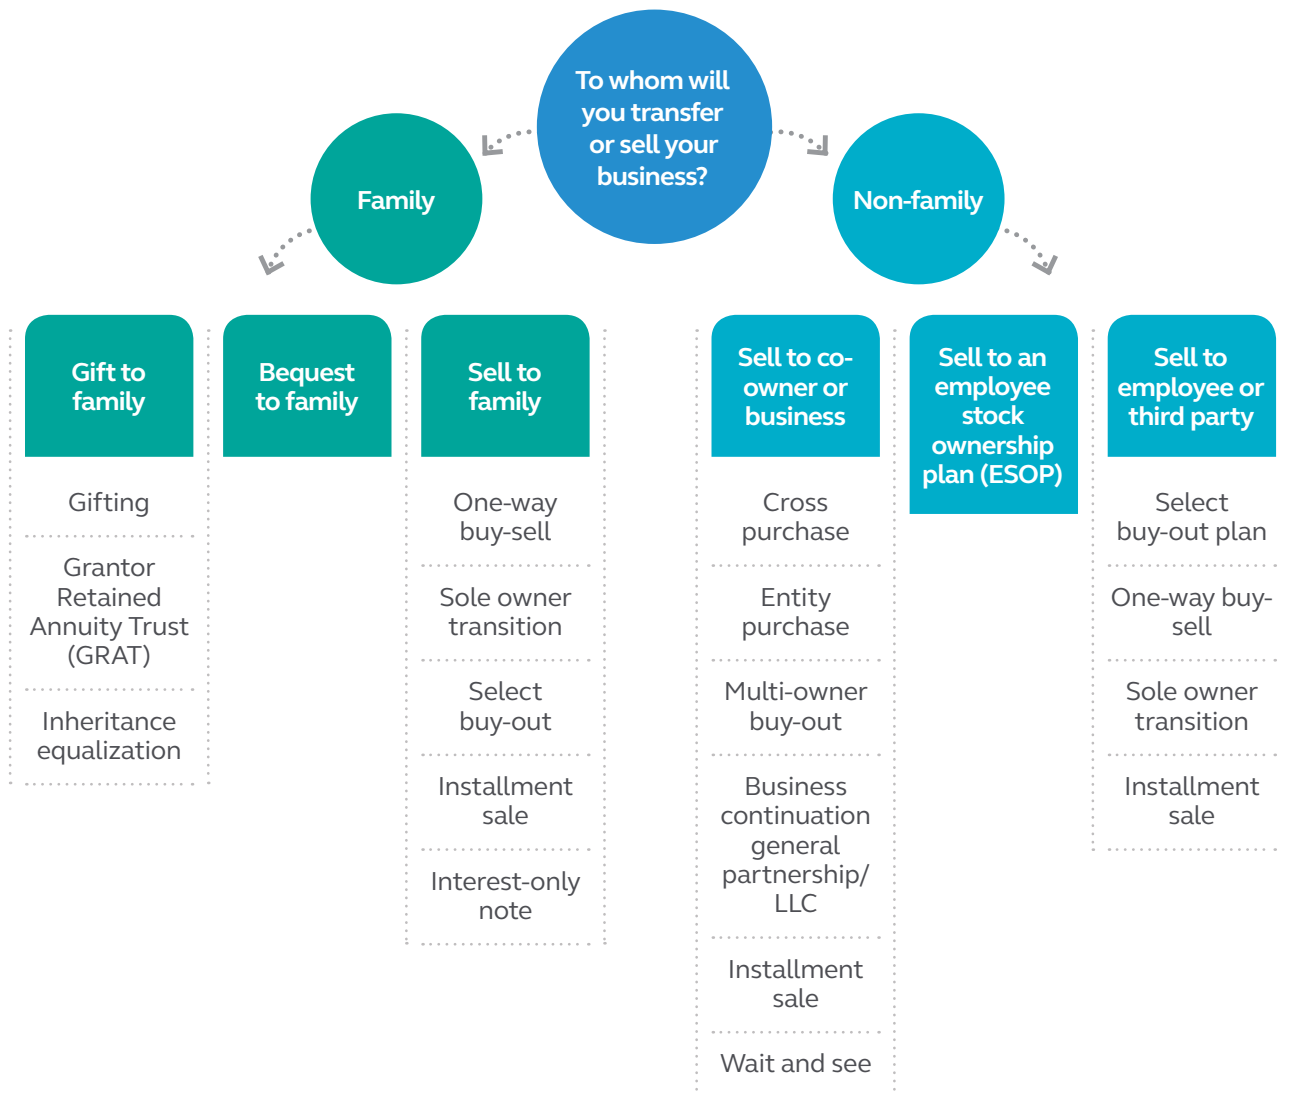 To whom will
you transfer
or sell your
business?
Family
Non-family
Gift to
family
Gifting
Grantor
Retained
Annuity Trust
(GRAT)
Inheritance
equalization
Bequest
to family
Sell to
family
One-way
buy-sell
Sole owner
transition
Select
buy-out
Installment
sale
Interest-only
note
Sell to co-
owner or
business
Cross
purchase
Entity
purchase
Multi-owner
buy-out
Business
continuation
general
partnership/
LLC
Installment
sale
Wait and see
Sell to an
employee
stock
ownership
plan (ESOP)
Sell to
employee or
third party
Select
buy-out plan
One-way buy-
sell
Sole owner
transition
Installment
sale